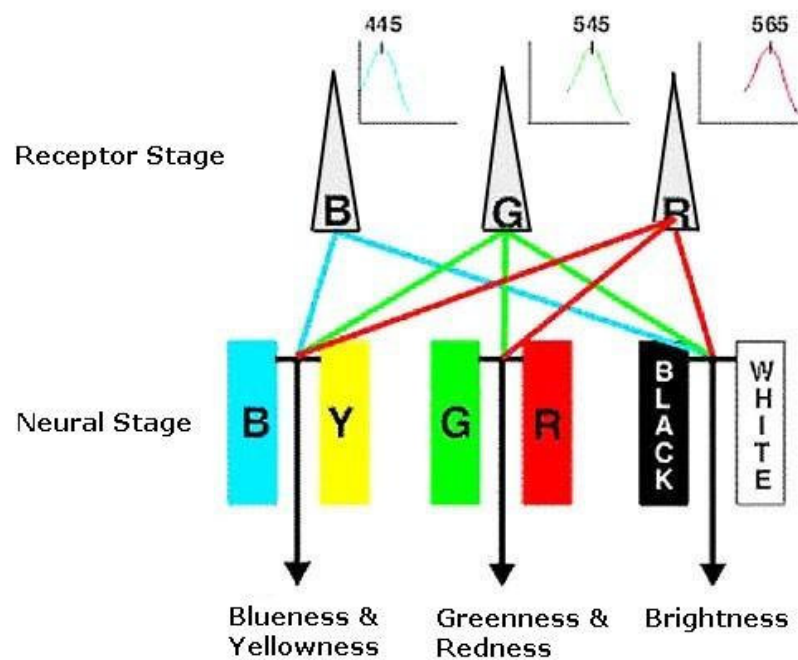 445 545 565
Receptor Stage
B G R
Neural Stage
B Y G R BLACK WHITE
Blueness & Greenness & Brightness
Yellowness Redness